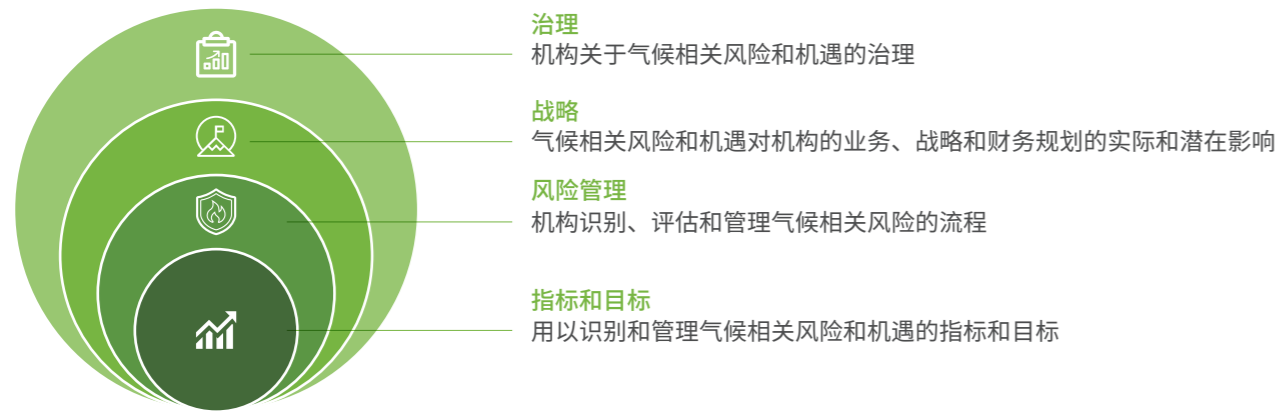 治理
机构关于气候相关风险和机遇的治理
战略
气候相关风险和机遇对机构的业务、战略和财务规划的实际和潜在影响
风险管理
机构识别、评估和管理气候相关风险的流程
指标和目标
用以识别和管理气候相关风险和机遇的指标和目标